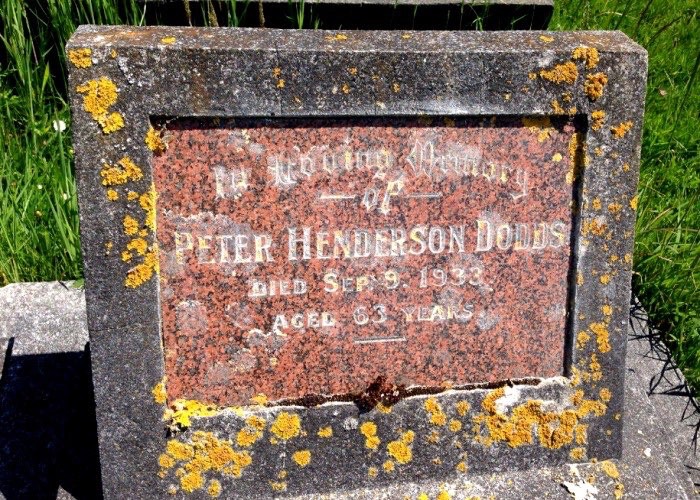 In Loving Memory
of
PETER HENDERSON DODDS
DIED SEP. 9. 1933.
AGED 63 YEARS.